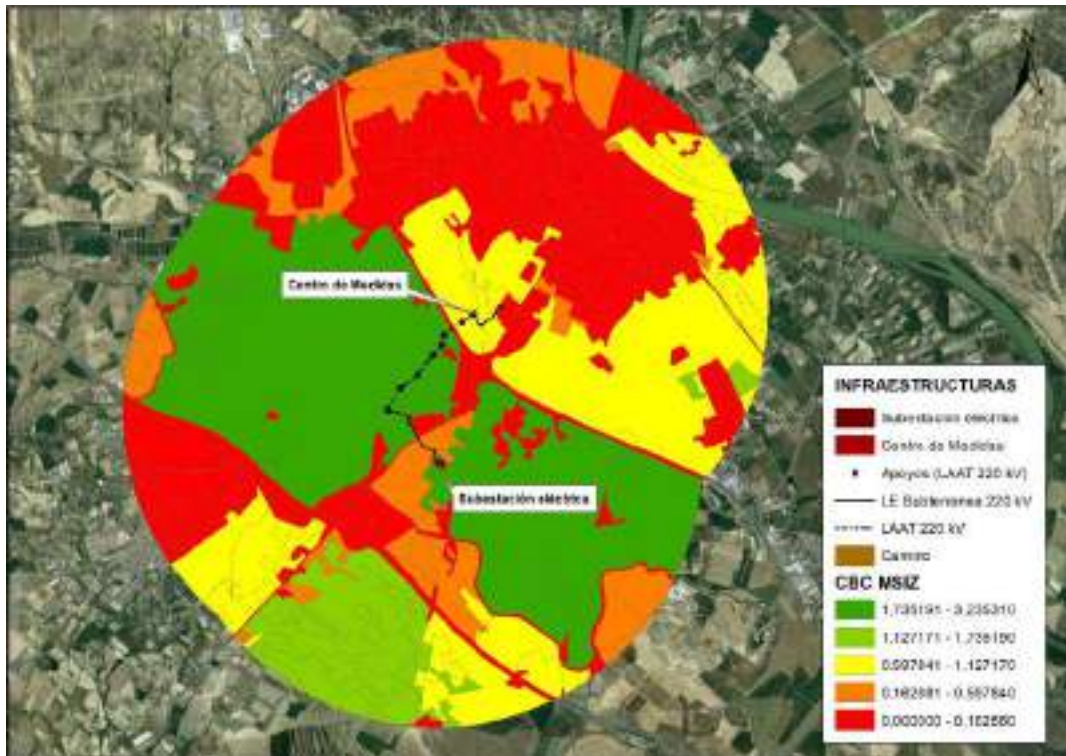 Centro de Medidas
Subestación eléctrica
INFRAESTRUCTURAS
Subestación eléctrica
Centro de Medidas
Apoyos (LAAT 220 kV)
LE Subterránea 220 kV
LAAT 220 kV
Camino
CBC MSIZ
1,735191 - 3,235310
1,127171 - 1,735190
0,597841 - 1,127170
0,162881 - 0,597840
0,000000 - 0,162880